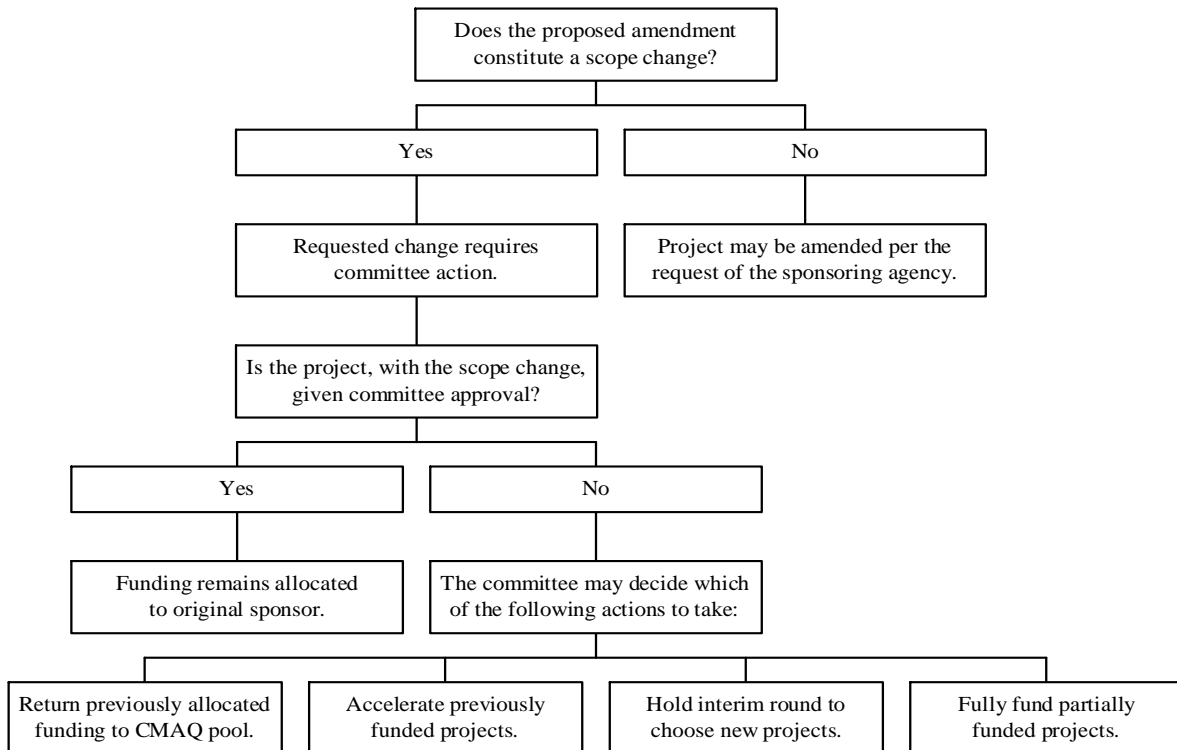 Does the proposed amendment
constitute a scope change?
Yes
No
Requested change requires
committee action.
Project may be amended per the
request of the sponsoring agency.
Is the project, with the scope change,
given committee approval?
Yes
No
Funding remains allocated
to original sponsor.
The committee may decide which
of the following actions to take:
Return previously allocated
funding to CMAQ pool.
Accelerate previously
funded projects.
Hold interim round to
choose new projects.
Fully fund partially
funded projects.